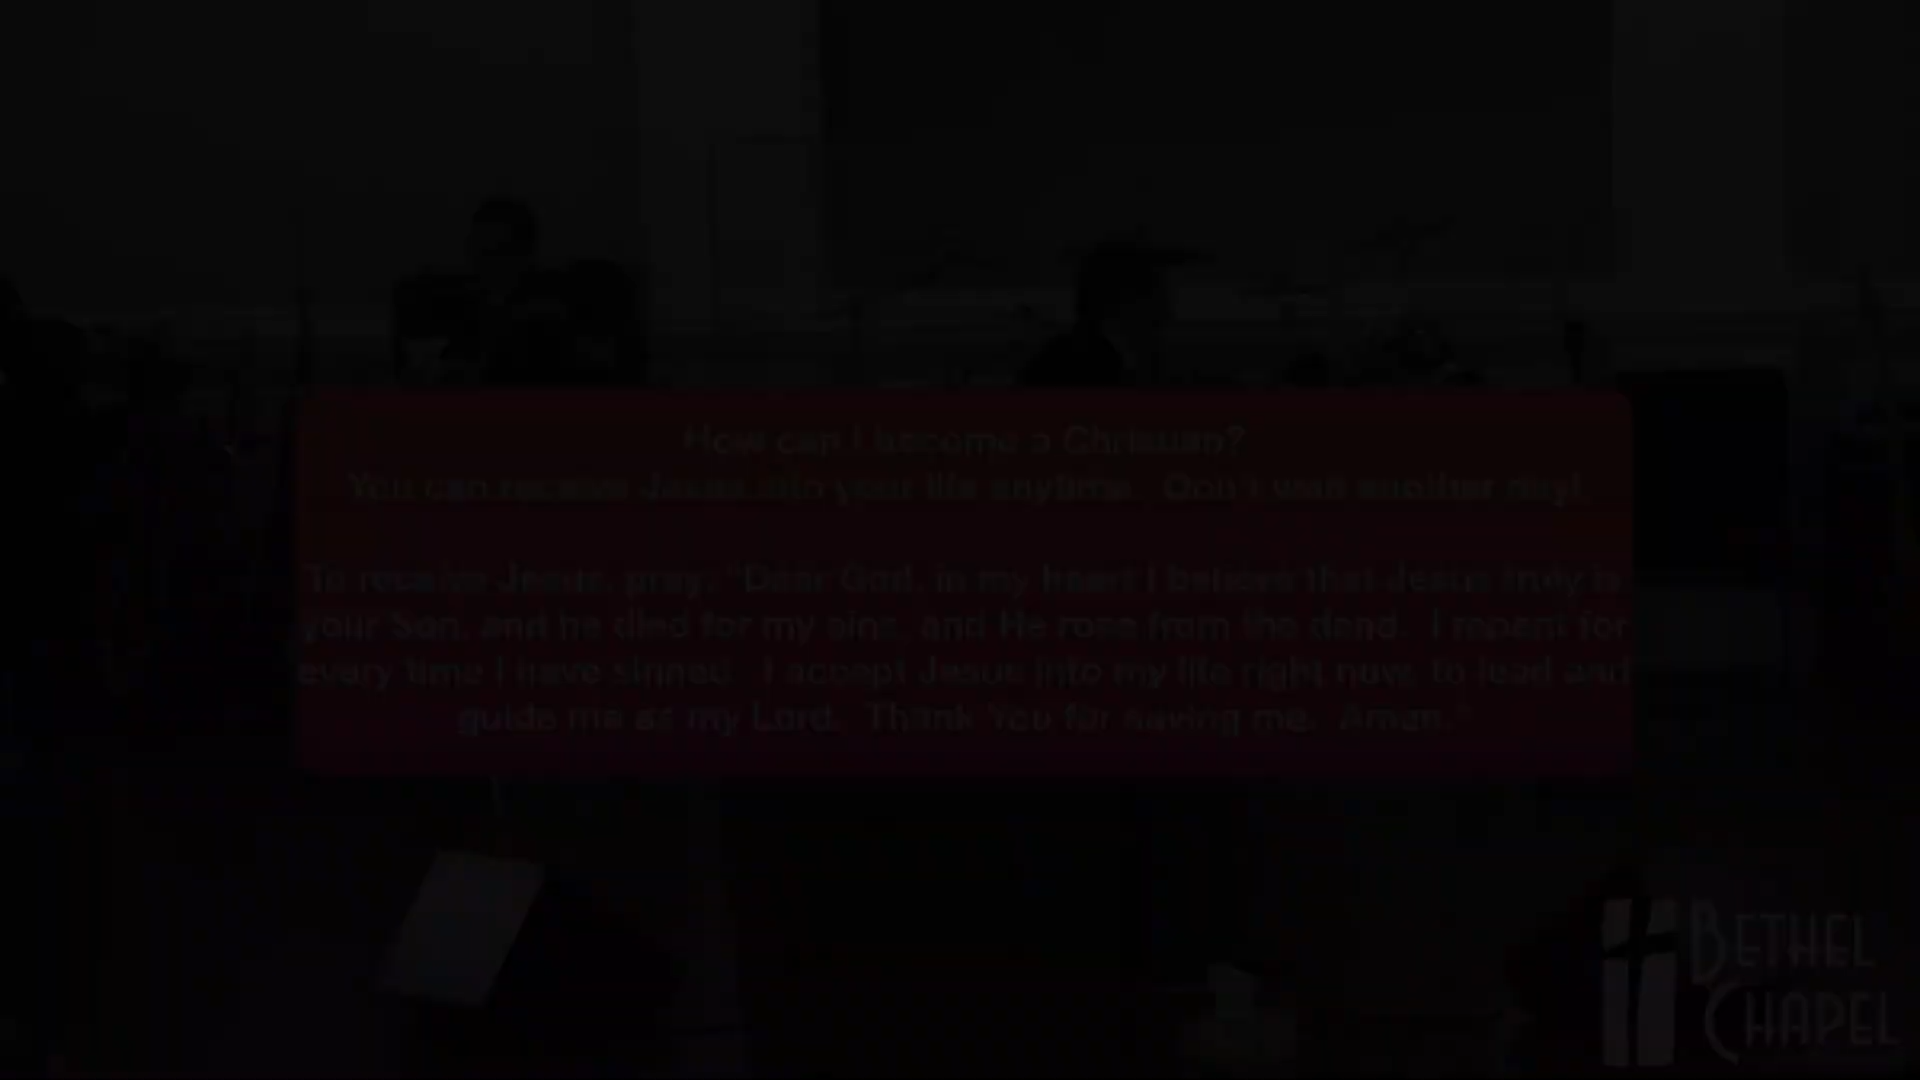 How can I become a Christian?
You can receive Jesus into your life anytime. Don't wait another day!
To receive Jesus, pray: "Dear God, in my heart I believe that Jesus truly is
your Son, and he died for my sins, and He rose from the dead. I repent for
every time I have sinned. I accept Jesus into my life right now, to lead and
guide me as my Lord. Thank You for saving me. Amen."
BETHEL
CHAPEL